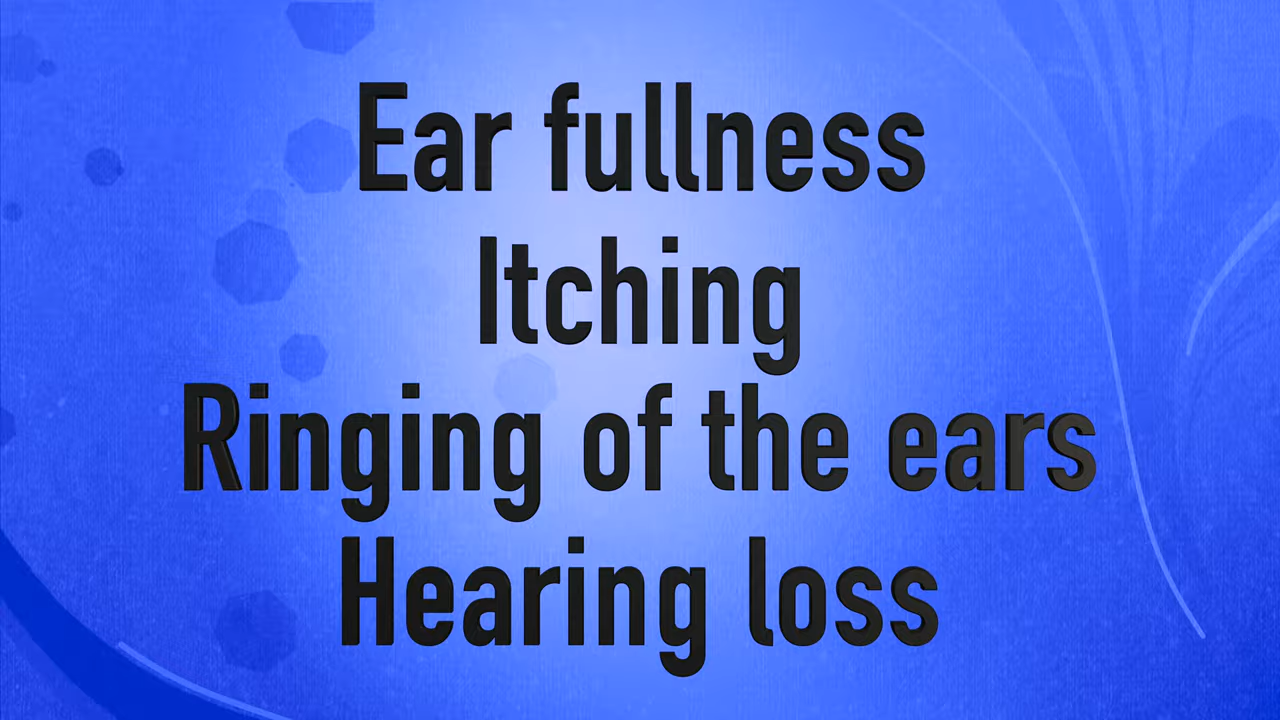 Ear fullness
Itching
Ringing of the ears
Hearing loss